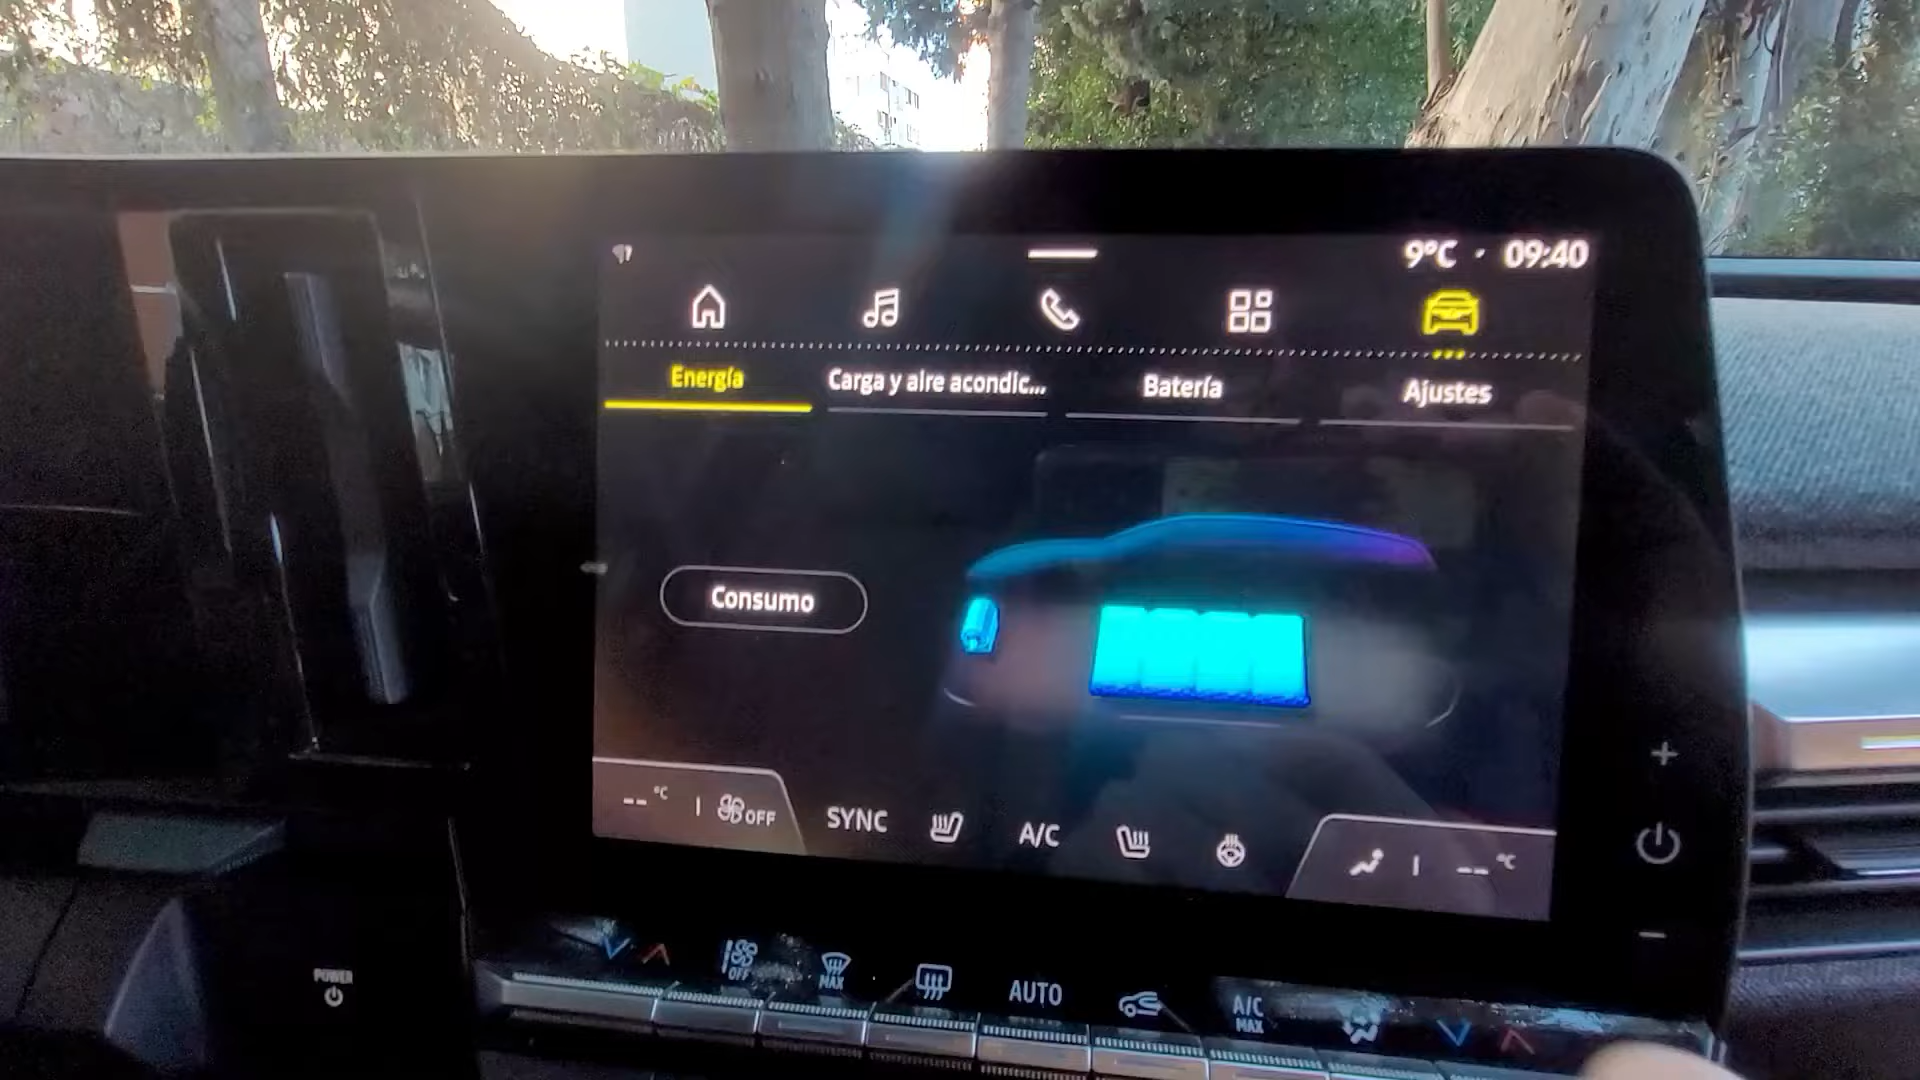 9°C · 09:40
Energía
Carga y aire acondic...
Batería
Ajustes
Consumo
-- °C
OFF
SYNC
A/C
-- °C
POWER
OFF
MAX
AUTO
A/C
MAX